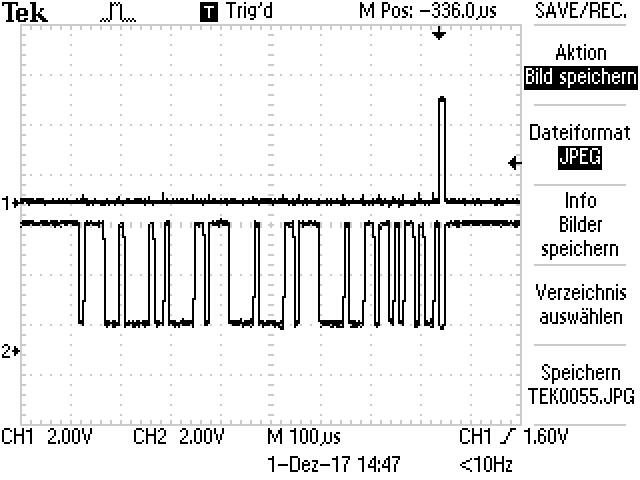 Tek T Trig'd M Pos: -336.0µs SAVE/REC.
Aktion
Bild speichern
Dateiformat
JPEG
Info
Bilder
speichern
Verzeichnis
auswählen
Speichern
TEK0055.JPG
1
2
CH1 2.00V CH2 2.00V M 100µs CH1 1.60V
1-Dez-17 14:47 <10Hz